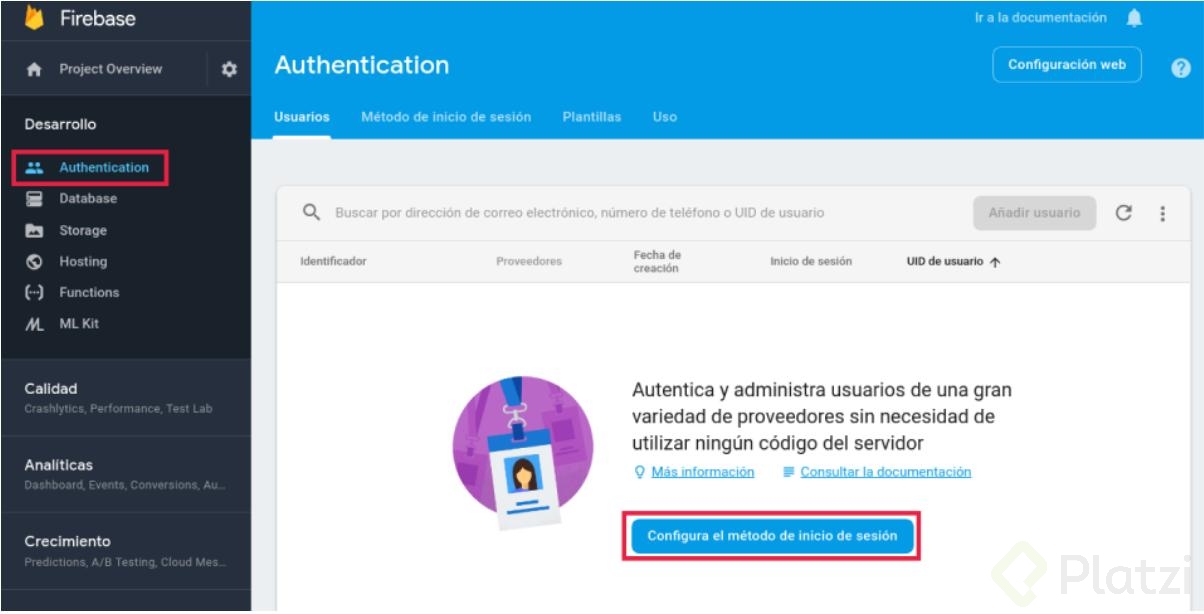 Firebase
Ir a la documentación
Project Overview
Authentication
Configuración web
?
Desarrollo
Usuarios
Método de inicio de sesión
Plantillas
Uso
Authentication
Database
Storage
Hosting
Functions
ML Kit
Buscar por dirección de correo electrónico, número de teléfono o UID de usuario
Añadir usuario
Identificador
Proveedores
Fecha de
creación
Inicio de sesión
UID de usuario
Calidad
Crashlytics, Performance, Test Lab
Analíticas
Dashboard, Events, Conversions, Au...
Crecimiento
Predictions, A/B Testing, Cloud Mes...
Autentica y administra usuarios de una gran
variedad de proveedores sin necesidad de
utilizar ningún código del servidor
Más información
Consultar la documentación
Configura el método de inicio de sesión
Platzi